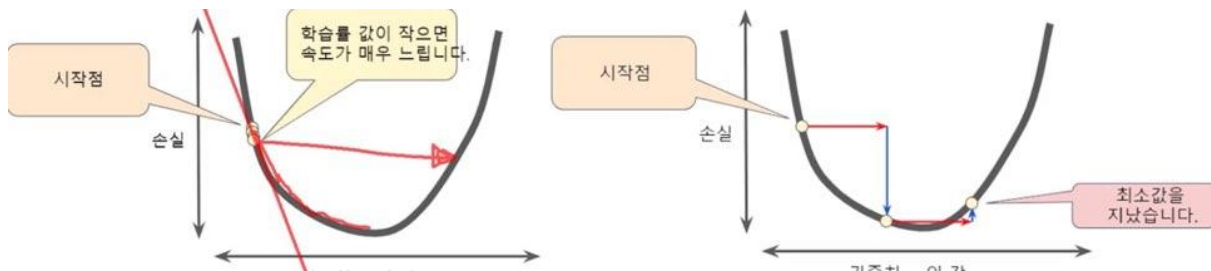 시작점
학습률 값이 작으면
속도가 매우 느립니다.
손실
시작점
손실
최소값을
지났습니다.